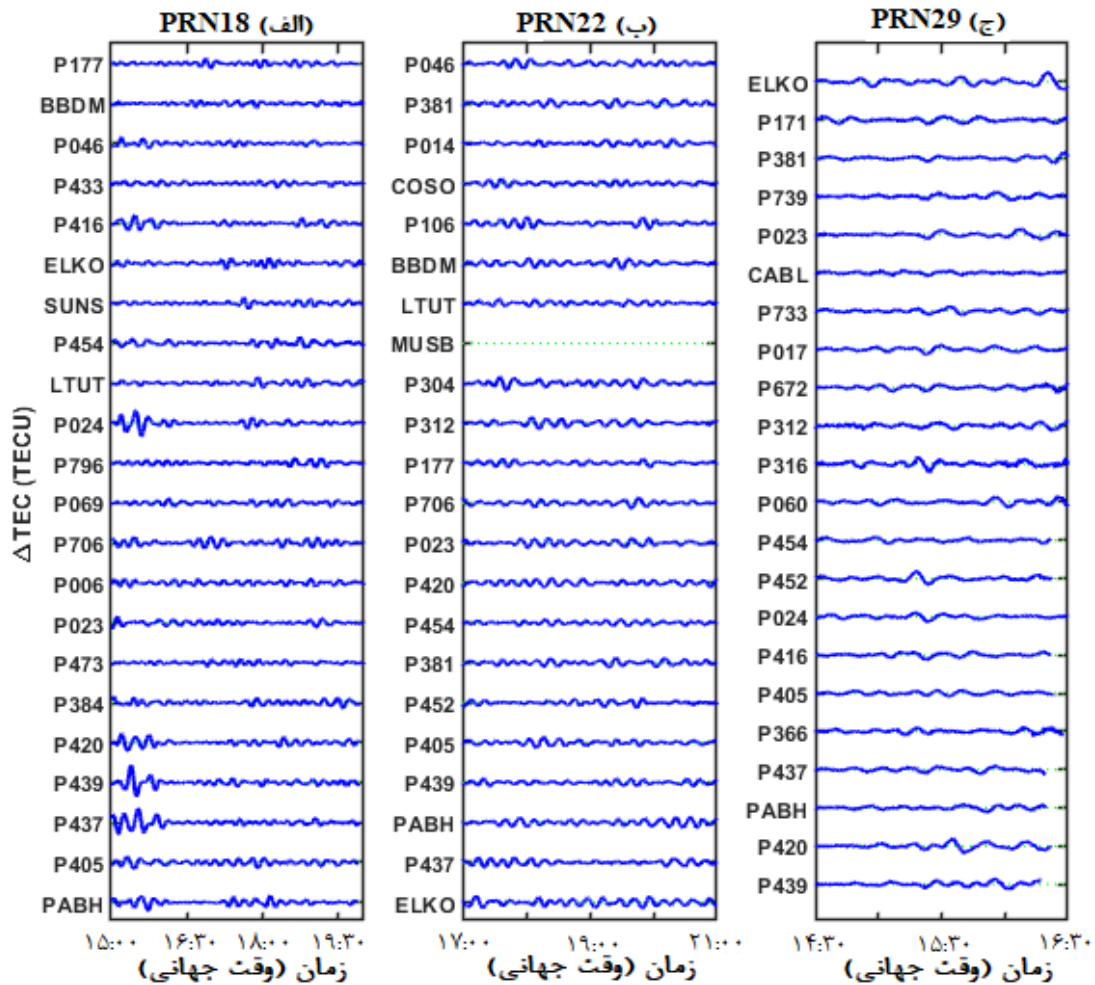 PRN18 (الف)
P177
BBDM
P046
P433
P416
ELKO
SUNS
P454
LTUT
P024
P796
P069
P706
P006
P023
P473
P384
P420
P439
P437
P405
PABH
ΔTEC (TECU)
۱۵:۰۰ ۱۶:۳۰ ۱۸:۰۰ ۱۹:۳۰
زمان (وقت جهانی)
PRN22 (ب)
P046
P381
P014
COSO
P106
BBDM
LTUT
MUSB
P304
P312
P177
P706
P023
P420
P454
P381
P452
P405
P439
PABH
P437
ELKO
۱۷:۰۰ ۱۹:۰۰ ۲۱:۰۰
زمان (وقت جهانی)
PRN29 (ج)
ELKO
P171
P381
P739
P023
CABL
P733
P017
P672
P312
P316
P060
P454
P452
P024
P416
P405
P366
P437
PABH
P420
P439
۱۴:۳۰ ۱۵:۳۰ ۱۶:۳۰
زمان (وقت جهانی)